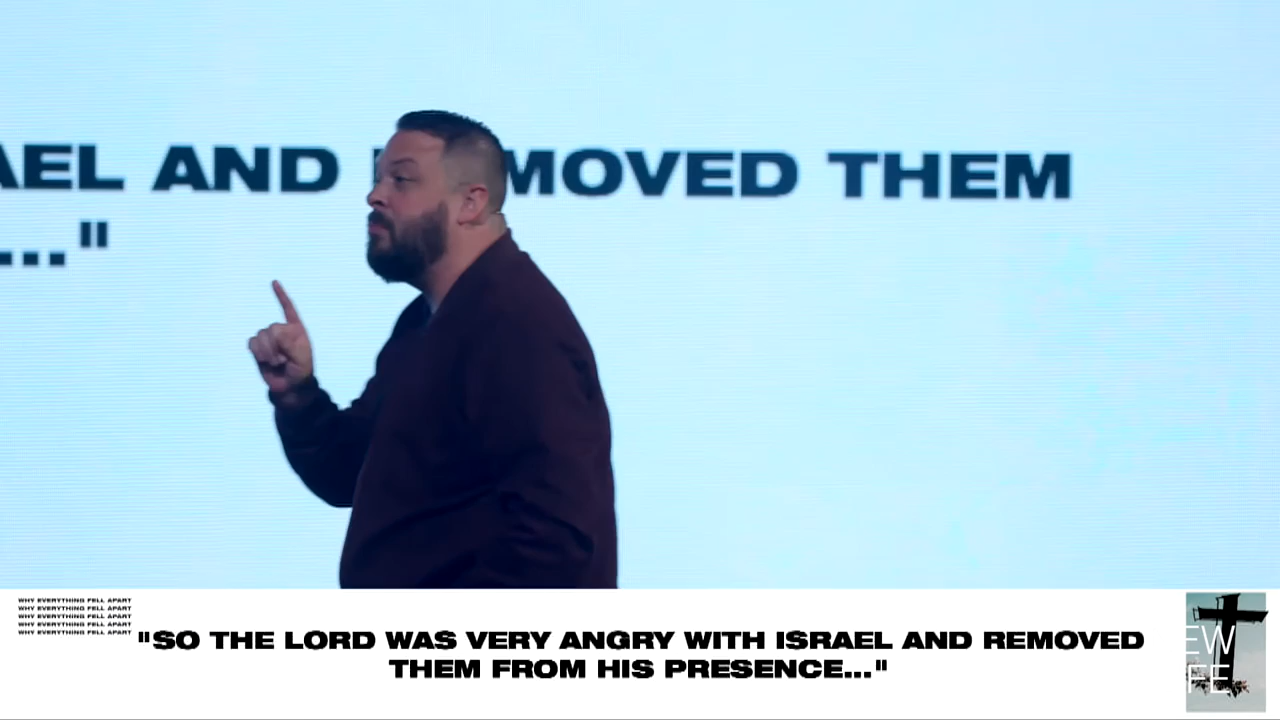 AEL AND REMOVED THEM
..."
WHY EVERYTHING FELL APART
WHY EVERYTHING FELL APART
WHY EVERYTHING FELL APART
WHY EVERYTHING FELL APART
WHY EVERYTHING FELL APART
"SO THE LORD WAS VERY ANGRY WITH ISRAEL AND REMOVED
THEM FROM HIS PRESENCE..."
EW
FE